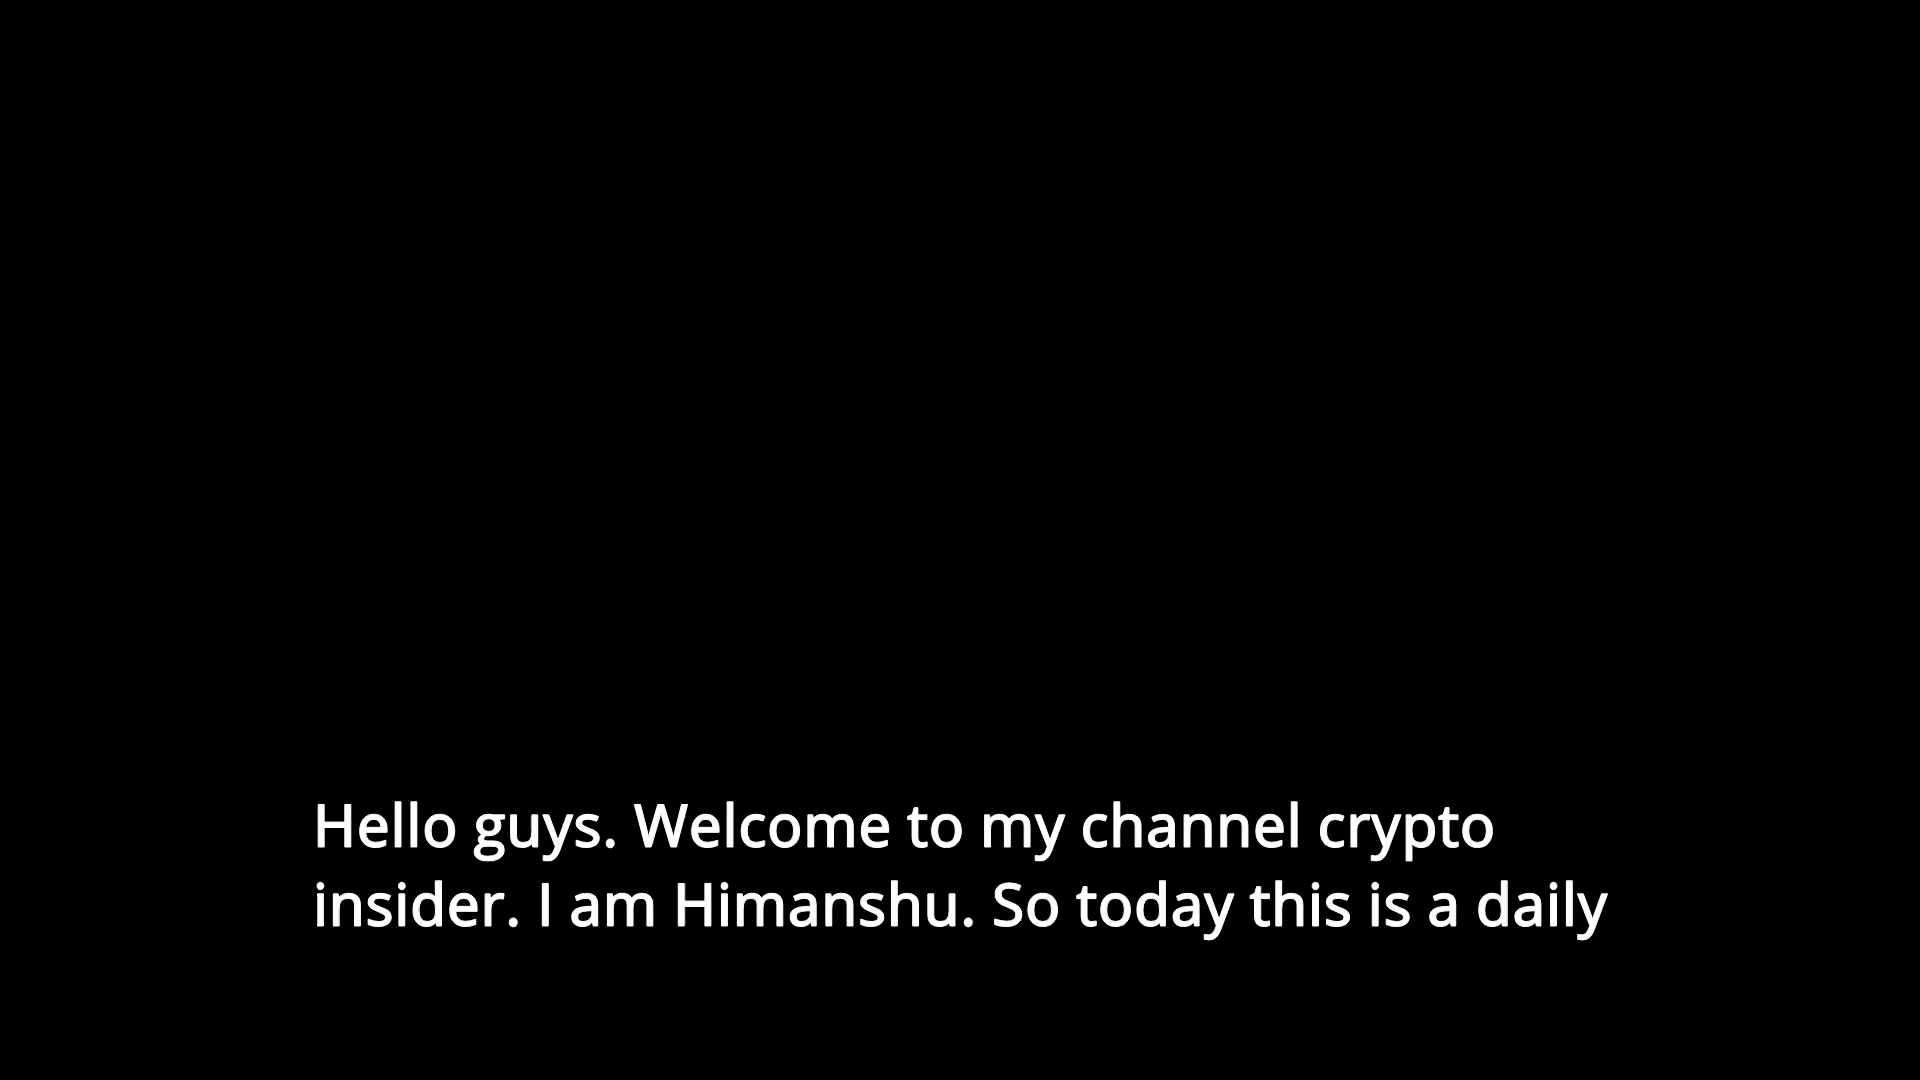 Hello guys. Welcome to my channel crypto
insider. I am Himanshu. So today this is a daily